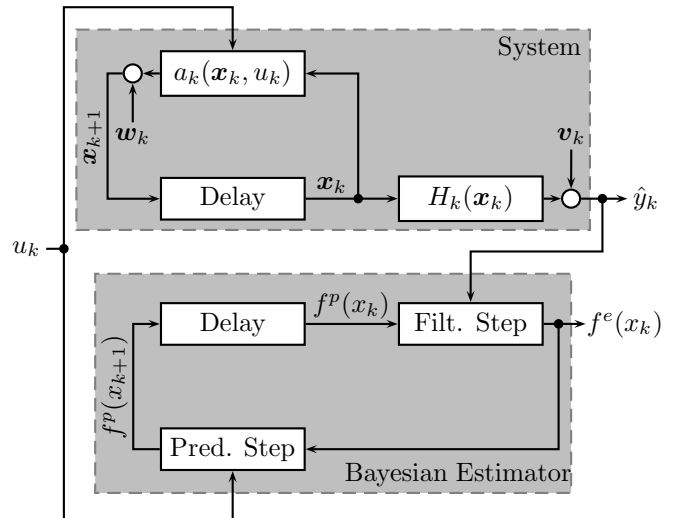 System
a_k(𝒙_k, u_k)
𝒘_k
𝒗_k
𝒙_{k+1}
Delay
𝒙_k
H_k(𝒙_k)
ŷ_k
u_k
Delay
f^p(x_k)
Filt. Step
f^e(x_k)
f^p(x_{k+1})
Pred. Step
Bayesian Estimator